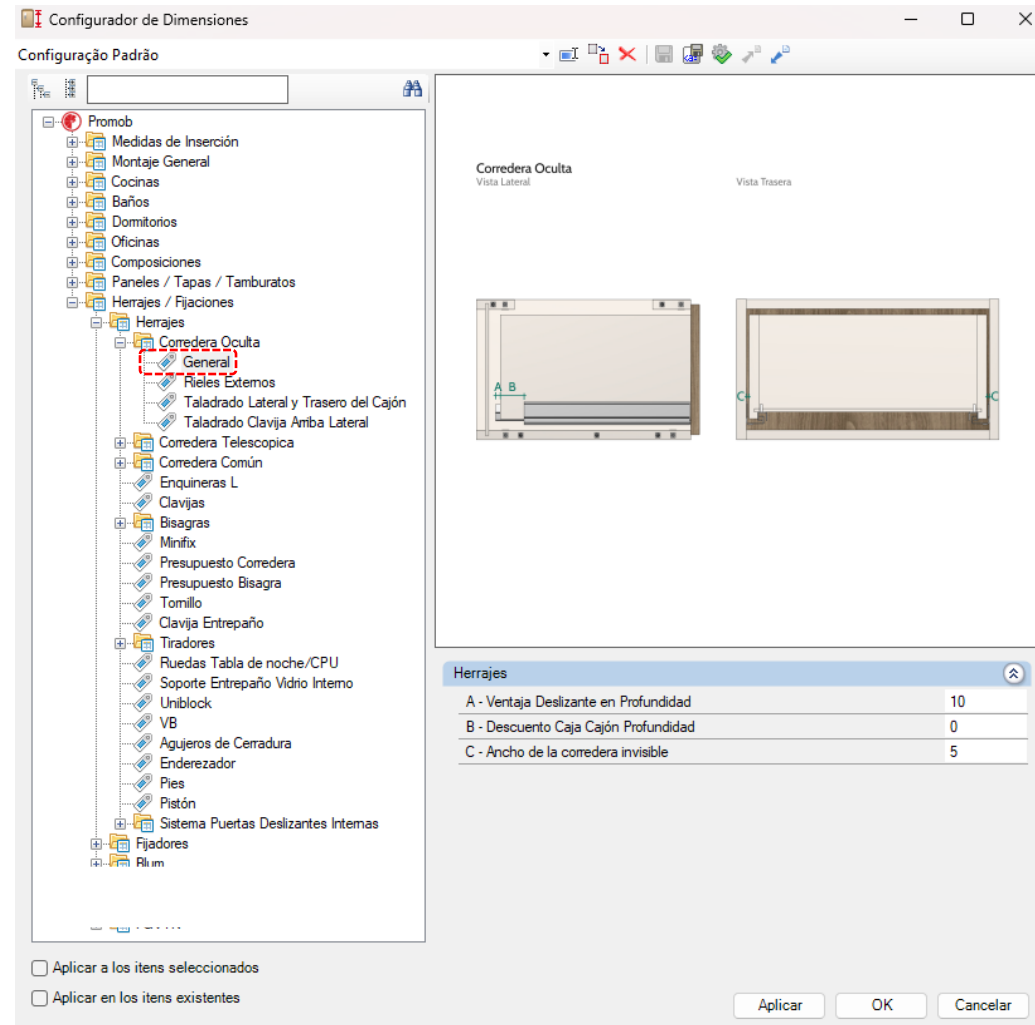 Configurador de Dimensiones
Configuração Padrão
Promob
Medidas de Inserción
Montaje General
Cocinas
Baños
Dormitorios
Oficinas
Composiciones
Paneles / Tapas / Tamburatos
Herrajes / Fijaciones
Herrajes
Corredera Oculta
General
Rieles Externos
Taladrado Lateral y Trasero del Cajón
Taladrado Clavija Arriba Lateral
Corredera Telescopica
Corredera Común
Enquineras L
Clavijas
Bisagras
Minifix
Presupuesto Corredera
Presupuesto Bisagra
Tornillo
Clavija Entrepaño
Tiradores
Ruedas Tabla de noche/CPU
Soporte Entrepaño Vidrio Interno
Uniblock
VB
Agujeros de Cerradura
Enderezador
Pies
Pistón
Sistema Puertas Deslizantes Internas
Fijadores
Blum
Aplicar a los itens seleccionados
Aplicar en los itens existentes
Corredera Oculta
Vista Lateral
Vista Trasera
A B
C C
Herrajes
A - Ventaja Deslizante en Profundidad 10
B - Descuento Caja Cajón Profundidad 0
C - Ancho de la corredera invisible 5
Aplicar OK Cancelar